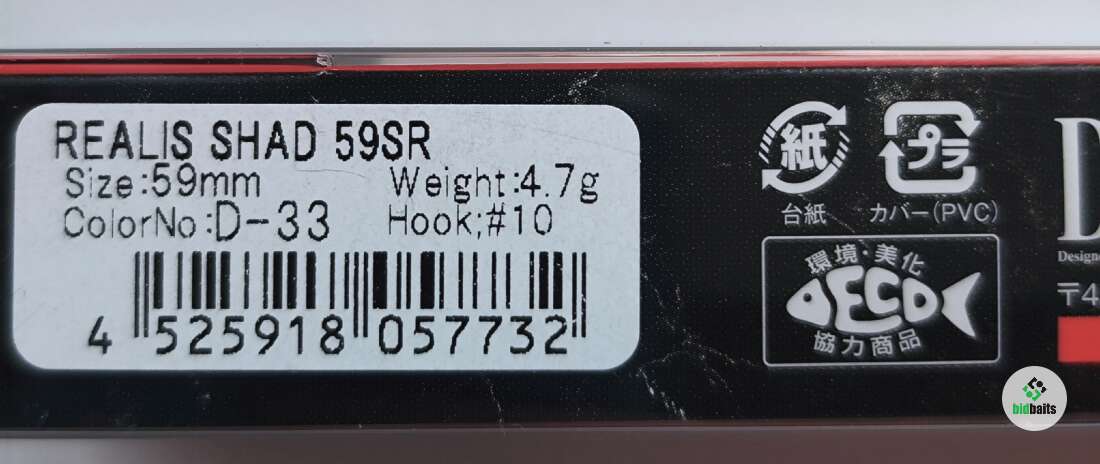 REALIS SHAD 59SR
Size:59mm Weight:4.7g
ColorNo:D-33 Hook;#10
4 525918 057732
紙 プラ
台紙 カバー(PVC)
環境・美化
ECO
協力商品
D
Designe
〒4
bidbaits